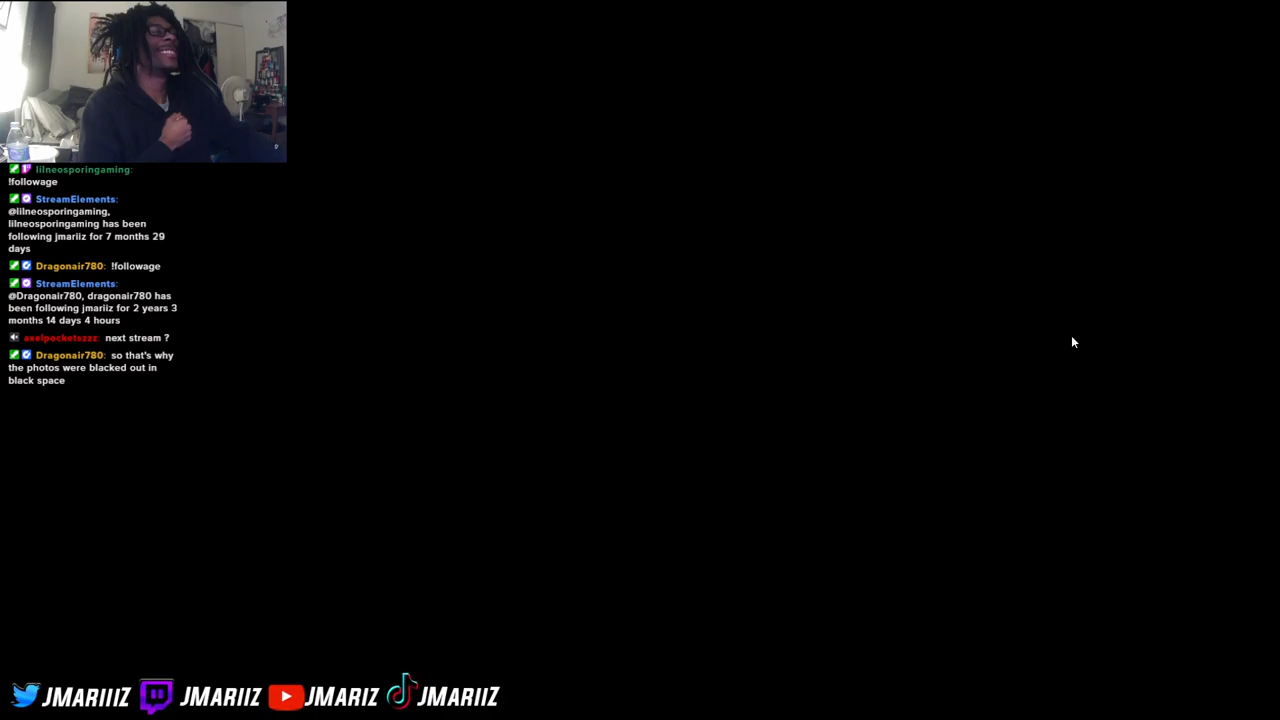 lilneosporingaming:
!followage
StreamElements:
@lilneosporingaming,
lilneosporingaming has been
following jmariiz for 7 months 29
days
Dragonair780: !followage
StreamElements:
@Dragonair780, dragonair780 has
been following jmariiz for 2 years 3
months 14 days 4 hours
axelpocketszzz: next stream ?
Dragonair780: so that's why
the photos were blacked out in
black space
JMARIIIZ JMARIIZ JMARIZ JMARIIZ